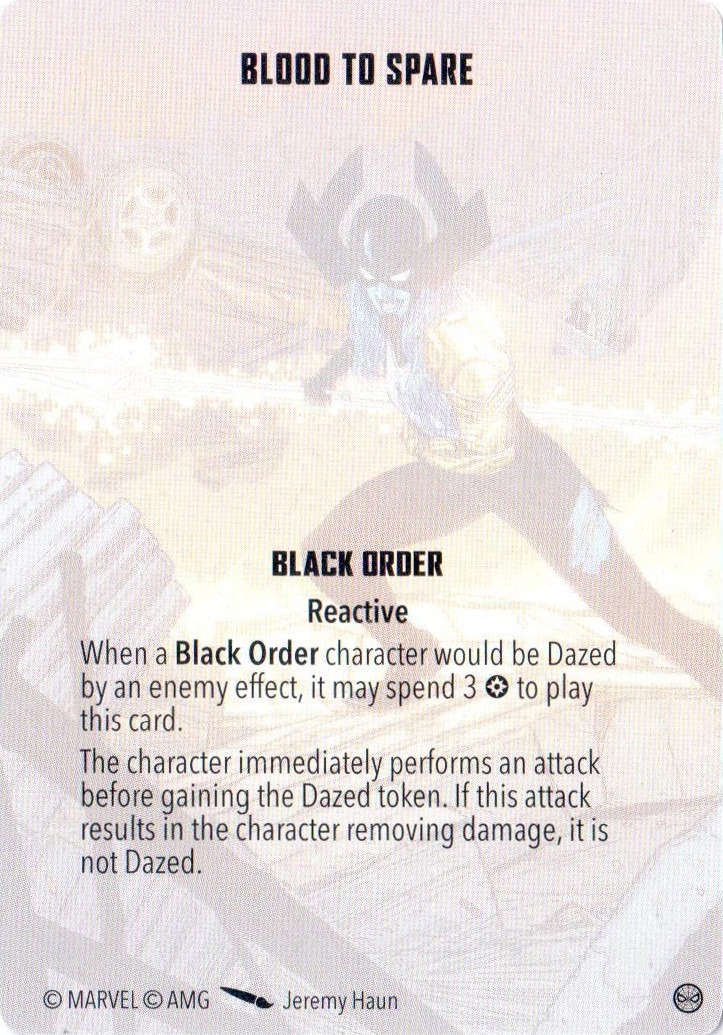 BLOOD TO SPARE
BLACK ORDER
Reactive
When a Black Order character would be Dazed
by an enemy effect, it may spend 3 to play
this card.
The character immediately performs an attack
before gaining the Dazed token. If this attack
results in the character removing damage, it is
not Dazed.
© MARVEL © AMG Jeremy Haun